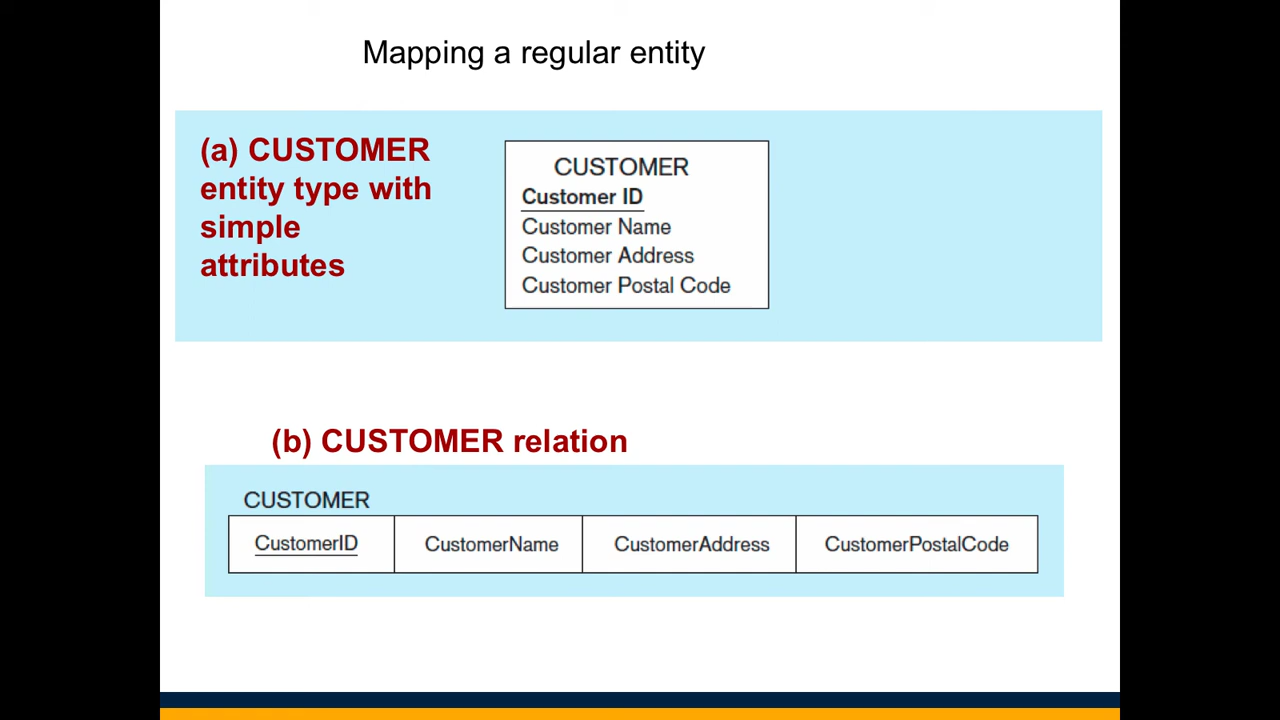 Mapping a regular entity
(a) CUSTOMER
entity type with
simple
attributes
CUSTOMER
Customer ID
Customer Name
Customer Address
Customer Postal Code
(b) CUSTOMER relation
CUSTOMER
CustomerID CustomerName CustomerAddress CustomerPostalCode